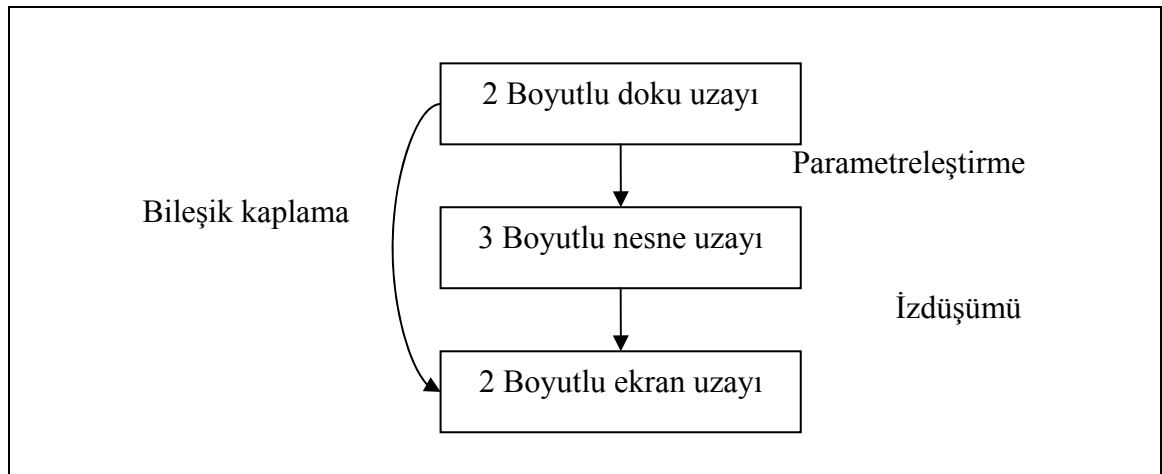 2 Boyutlu doku uzayı
Parametreleştirme
Bileşik kaplama
3 Boyutlu nesne uzayı
İzdüşümü
2 Boyutlu ekran uzayı